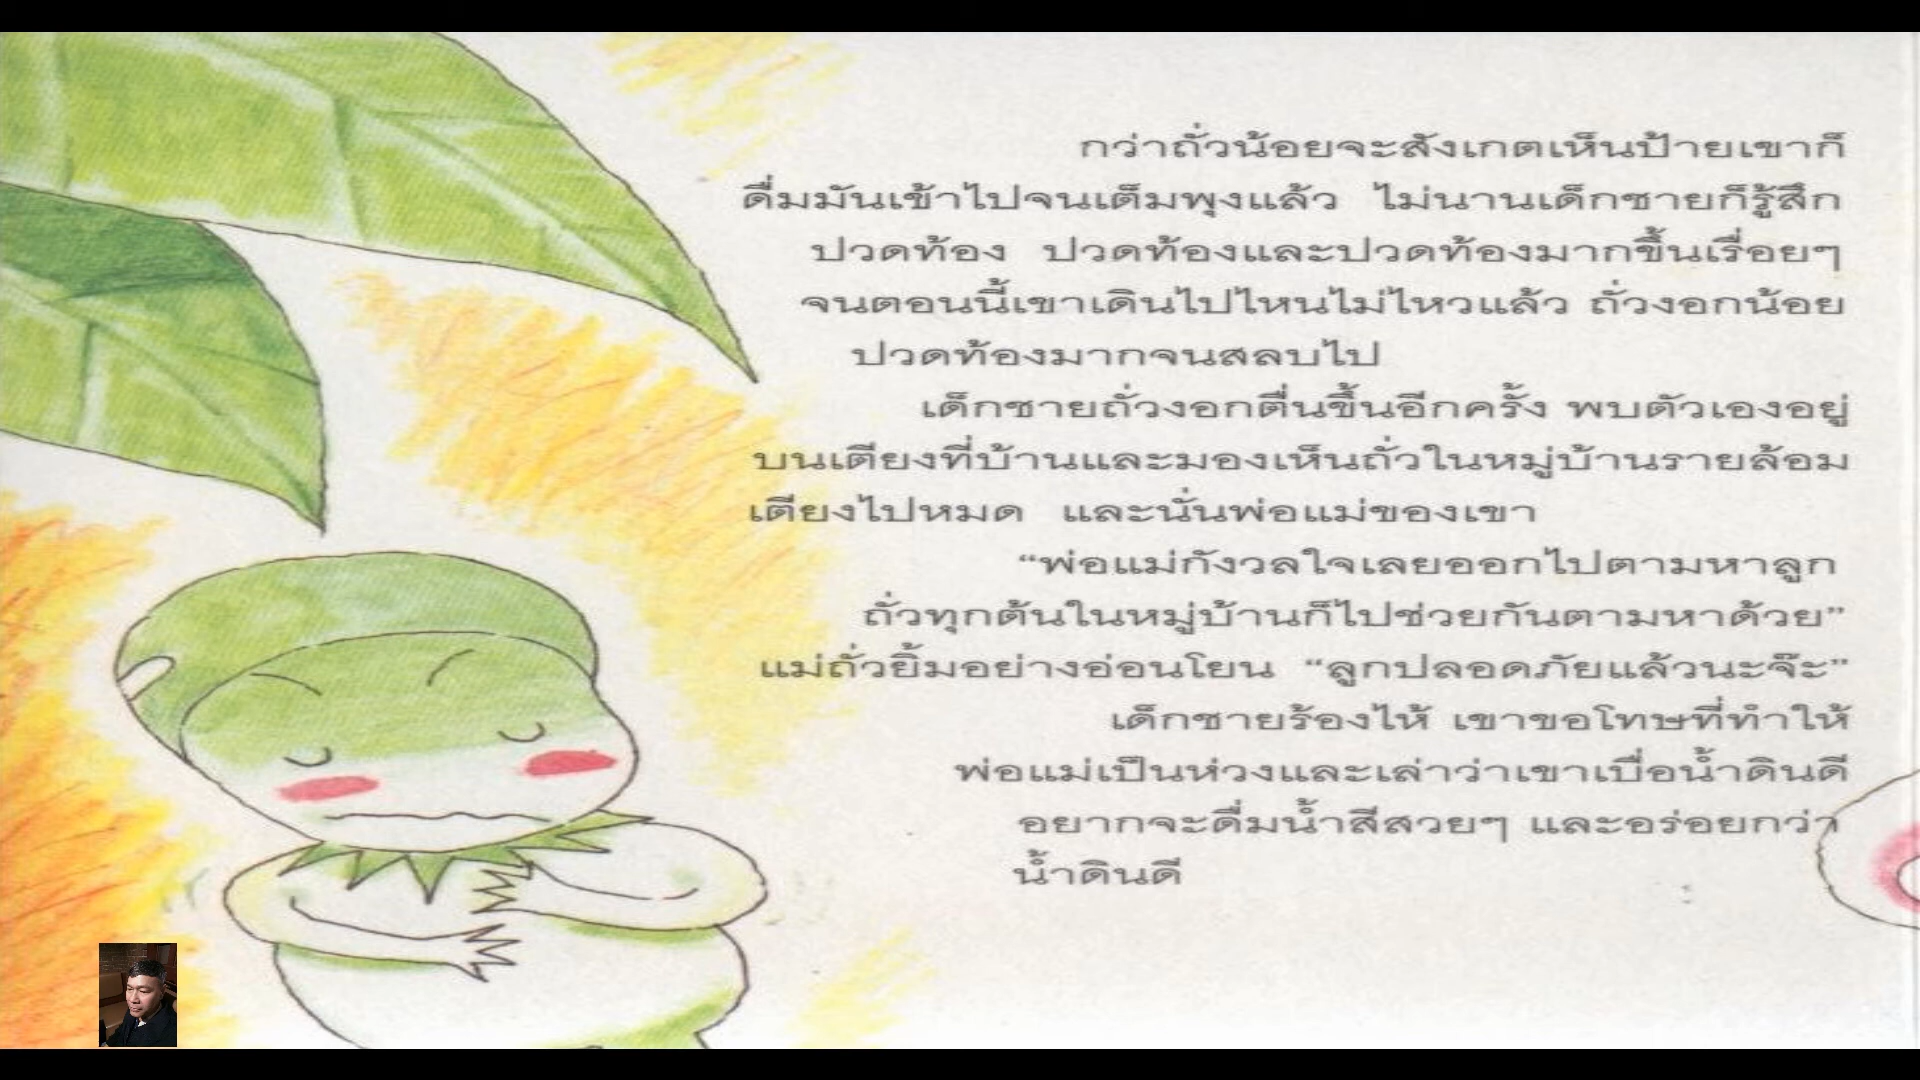 กว่าถั่วน้อยจะสังเกตเห็นป้ายเขาก็
ดื่มมันเข้าไปจนเต็มพุงแล้ว ไม่นานเด็กชายก็รู้สึก
ปวดท้อง ปวดท้องและปวดท้องมากขึ้นเรื่อยๆ
จนตอนนี้เขาเดินไปไหนไม่ไหวแล้ว ถั่วงอกน้อย
ปวดท้องมากจนสลบไป
เด็กชายถั่วงอกตื่นขึ้นอีกครั้ง พบตัวเองอยู่
บนเตียงที่บ้านและมองเห็นถั่วในหมู่บ้านรายล้อม
เตียงไปหมด และนั่นพ่อแม่ของเขา
“พ่อแม่กังวลใจเลยออกไปตามหาลูก
ถั่วทุกต้นในหมู่บ้านก็ไปช่วยกันตามหาด้วย”
แม่ถั่วยิ้มอย่างอ่อนโยน “ลูกปลอดภัยแล้วนะจ๊ะ”
เด็กชายร้องไห้ เขาขอโทษที่ทำให้
พ่อแม่เป็นห่วงและเล่าว่าเขาเบื่อน้ำดินดี
อยากจะดื่มน้ำสีสวยๆ และอร่อยกว่า
น้ำดินดี